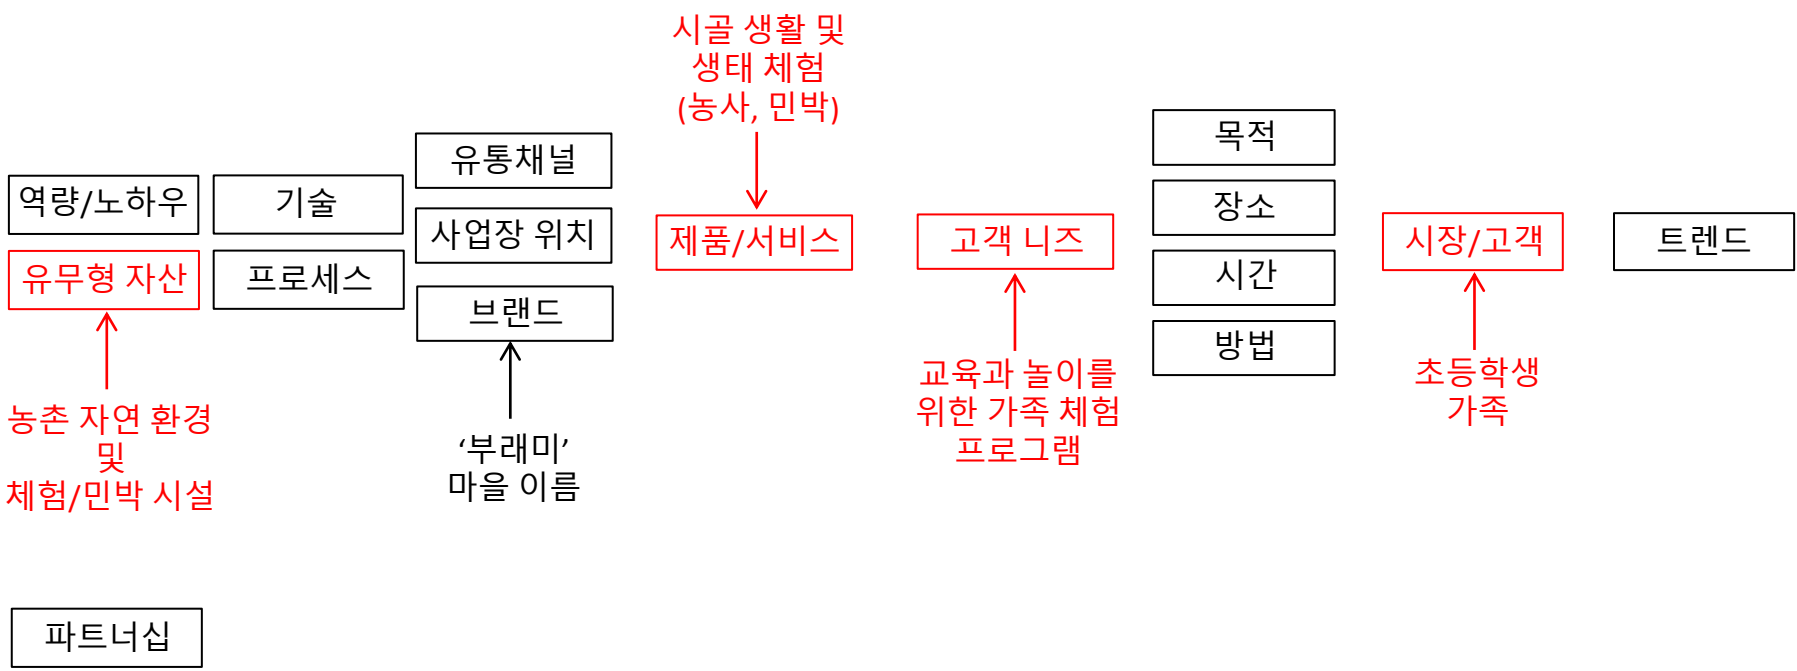 시골 생활 및
생태 체험
(농사, 민박)
역량/노하우
유무형 자산
농촌 자연 환경
및
체험/민박 시설
기술
프로세스
유통채널
사업장 위치
브랜드
‘부래미’
마을 이름
제품/서비스
고객 니즈
교육과 놀이를
위한 가족 체험
프로그램
목적
장소
시간
방법
시장/고객
초등학생
가족
트렌드
파트너십